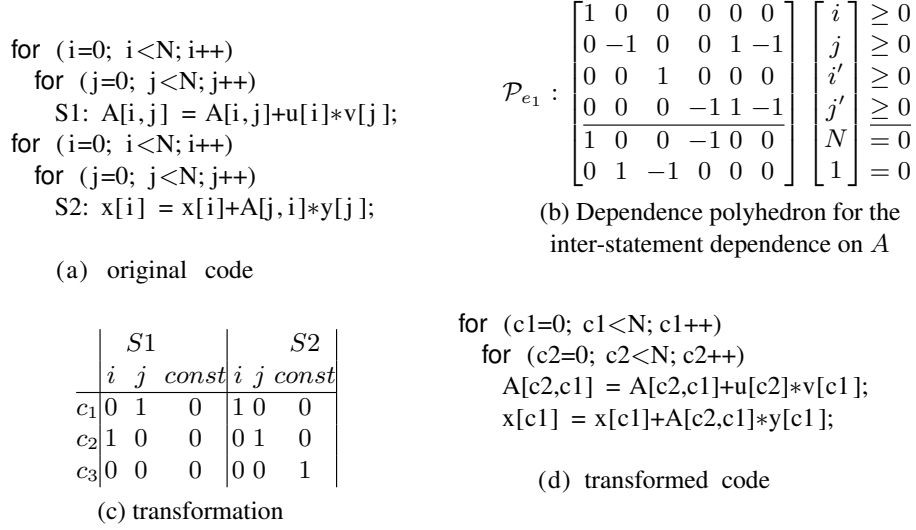 for (i=0; i<N; i++)
for (j=0; j<N; j++)
S1: A[i,j] = A[i,j]+u[i]*v[j];
for (i=0; i<N; i++)
for (j=0; j<N; j++)
S2: x[i] = x[i]+A[j,i]*y[j];
(a) original code
1 0 0 0 0 0 i ≥ 0
0 −1 0 0 1 −1 j ≥ 0
P_{e_1} : 0 0 1 0 0 0 i′ ≥ 0
0 0 0 −1 1 −1 j′ ≥ 0
1 0 0 −1 0 0 N = 0
0 1 −1 0 0 0 1 = 0
(b) Dependence polyhedron for the
inter-statement dependence on A
S1 S2
i j const i j const
c_1 0 1 0 1 0 0
c_2 1 0 0 0 1 0
c_3 0 0 0 0 0 1
(c) transformation
for (c1=0; c1<N; c1++)
for (c2=0; c2<N; c2++)
A[c2,c1] = A[c2,c1]+u[c2]*v[c1];
x[c1] = x[c1]+A[c2,c1]*y[c1];
(d) transformed code